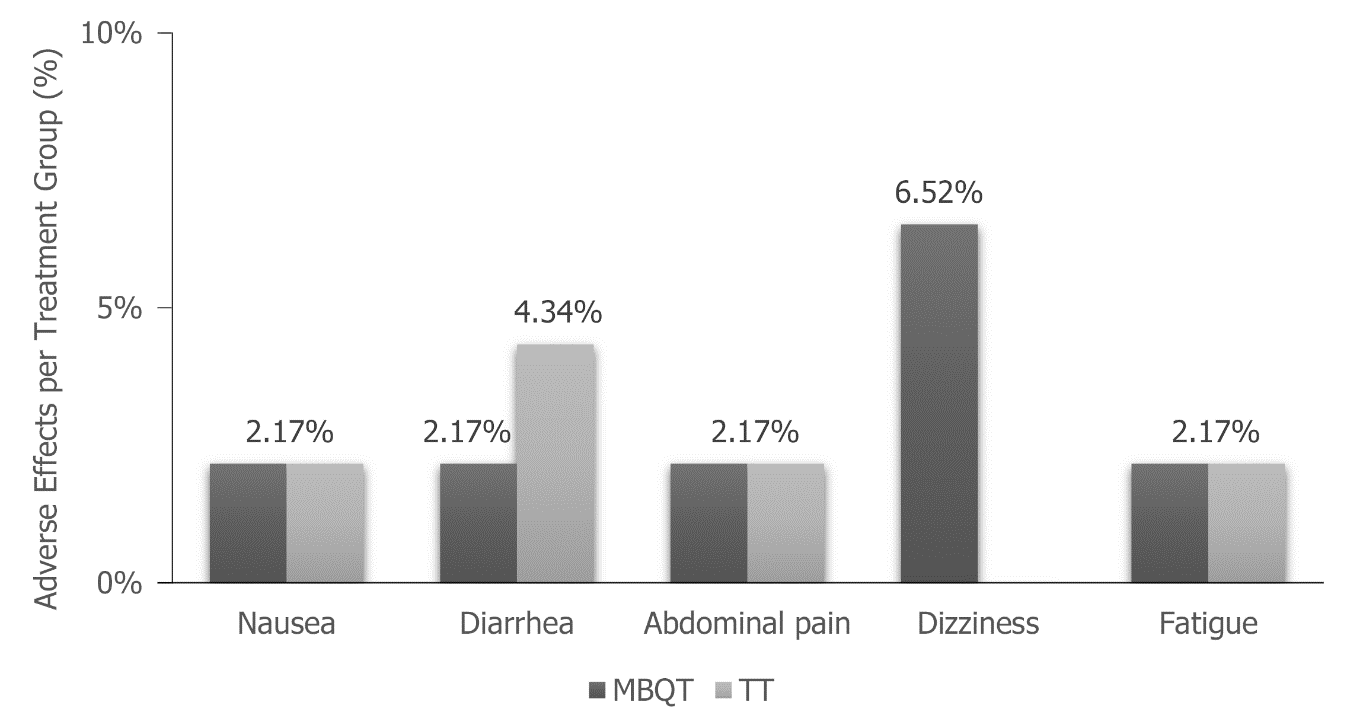 Adverse Effects per Treatment Group (%)
10%
5%
0%
2.17%
2.17%
4.34%
2.17%
6.52%
2.17%
Nausea
Diarrhea
Abdominal pain
Dizziness
Fatigue
MBQT
TT